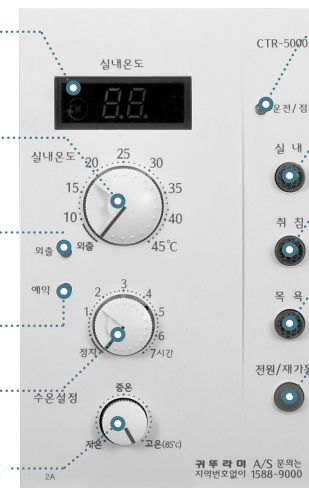 CTR-5000
실내온도
8.8.
운전/점
실내온도
20 25 30
15 35
10 40
외출 45℃
외출
예약
2 3 4
1 5
6
정지 7시간
수온설정
중온
저온 고온(85℃)
실 내
취 침
목 욕
전원/재가동
귀뚜라미 A/S 문의는
지역번호없이 1588-9000
2A